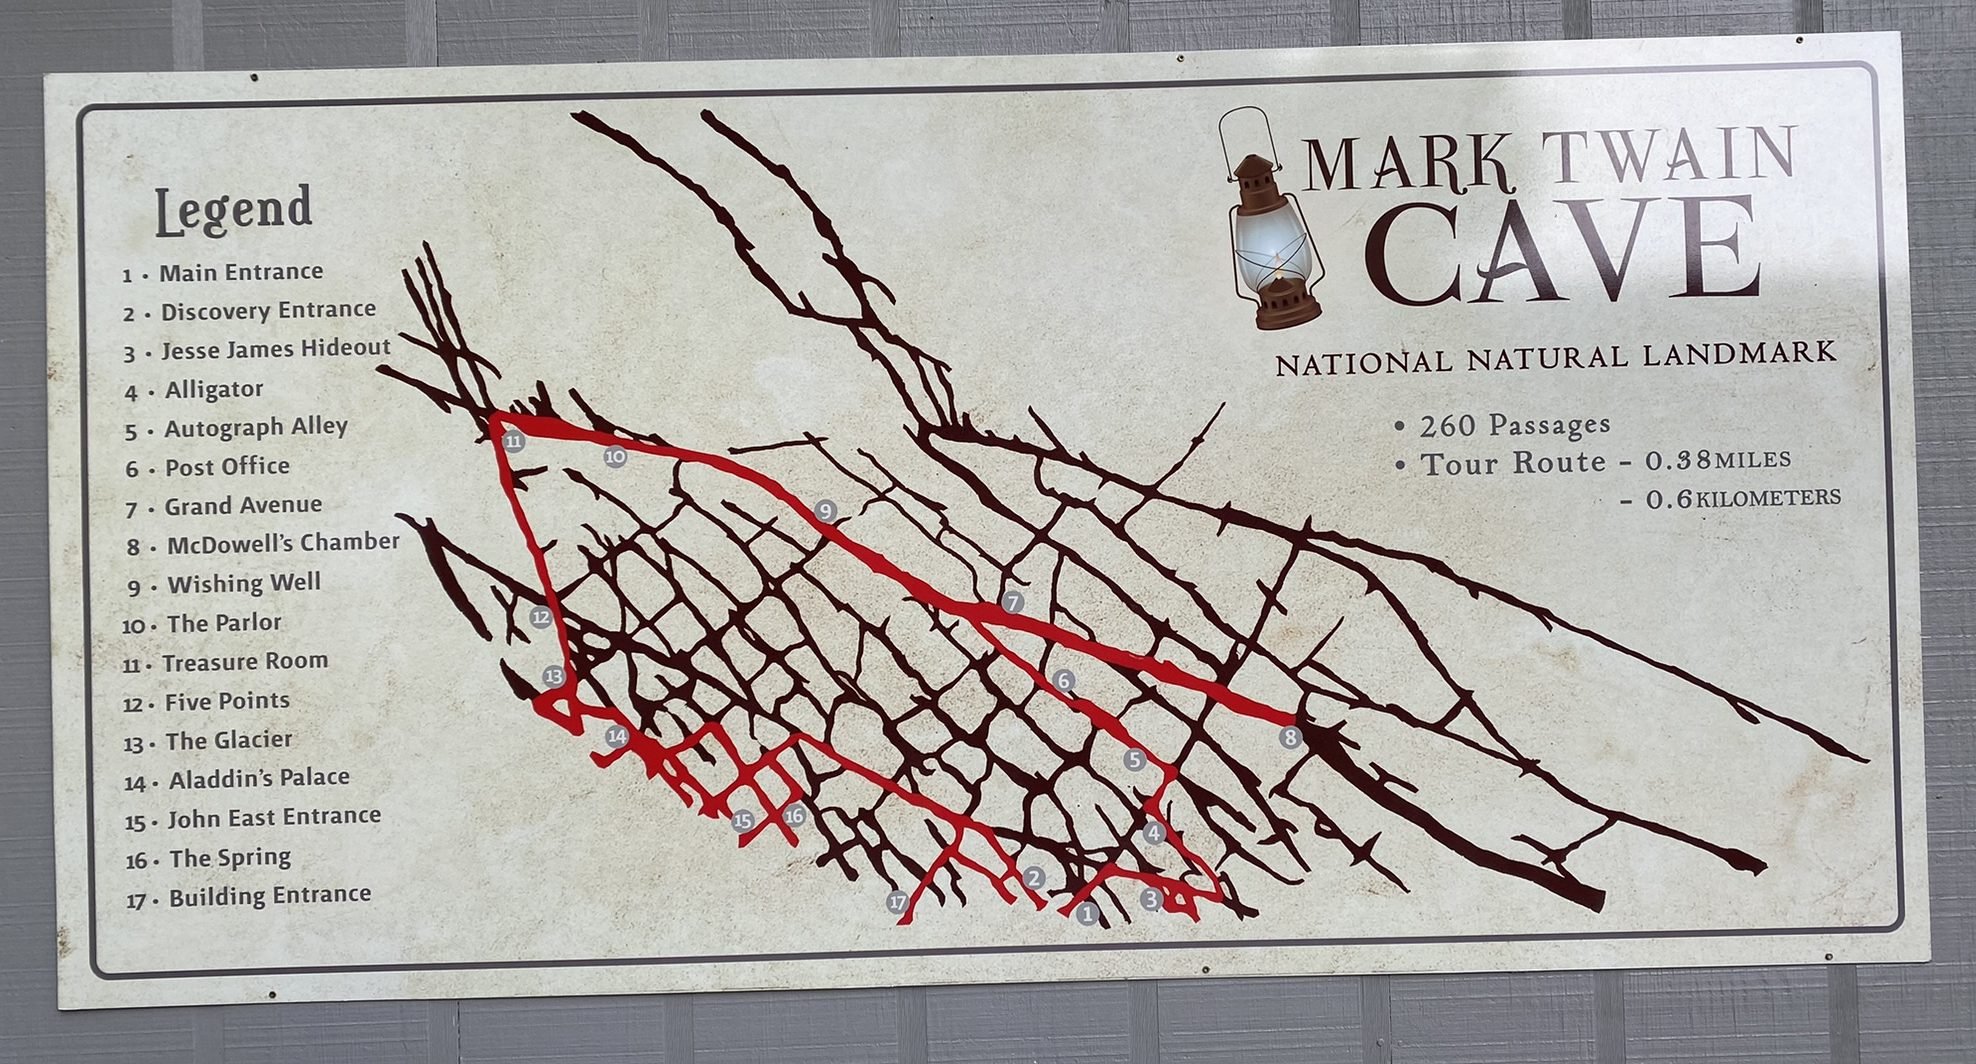 Legend
1 • Main Entrance
2 • Discovery Entrance
3 • Jesse James Hideout
4 • Alligator
5 • Autograph Alley
6 • Post Office
7 • Grand Avenue
8 • McDowell's Chamber
9 • Wishing Well
10 • The Parlor
11 • Treasure Room
12 • Five Points
13 • The Glacier
14 • Aladdin's Palace
15 • John East Entrance
16 • The Spring
17 • Building Entrance
MARK TWAIN
CAVE
NATIONAL NATURAL LANDMARK
• 260 Passages
• Tour Route - 0.38 MILES
- 0.6 KILOMETERS
11
10
9
12
7
13
6
14
8
5
15
16
4
2
17
3
1